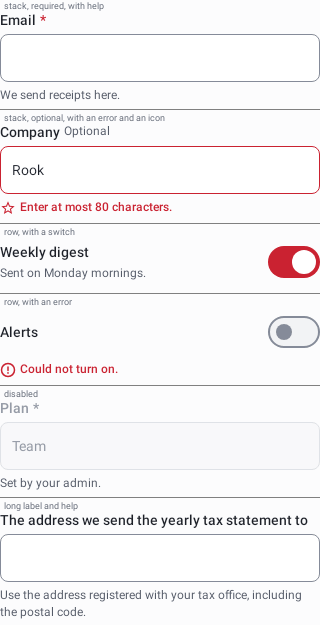 stack, required, with help
Email *
We send receipts here.
stack, optional, with an error and an icon
Company Optional
Rook
Enter at most 80 characters.
row, with a switch
Weekly digest
Sent on Monday mornings.
row, with an error
Alerts
Could not turn on.
disabled
Plan *
Team
Set by your admin.
long label and help
The address we send the yearly tax statement to
Use the address registered with your tax office, including
the postal code.